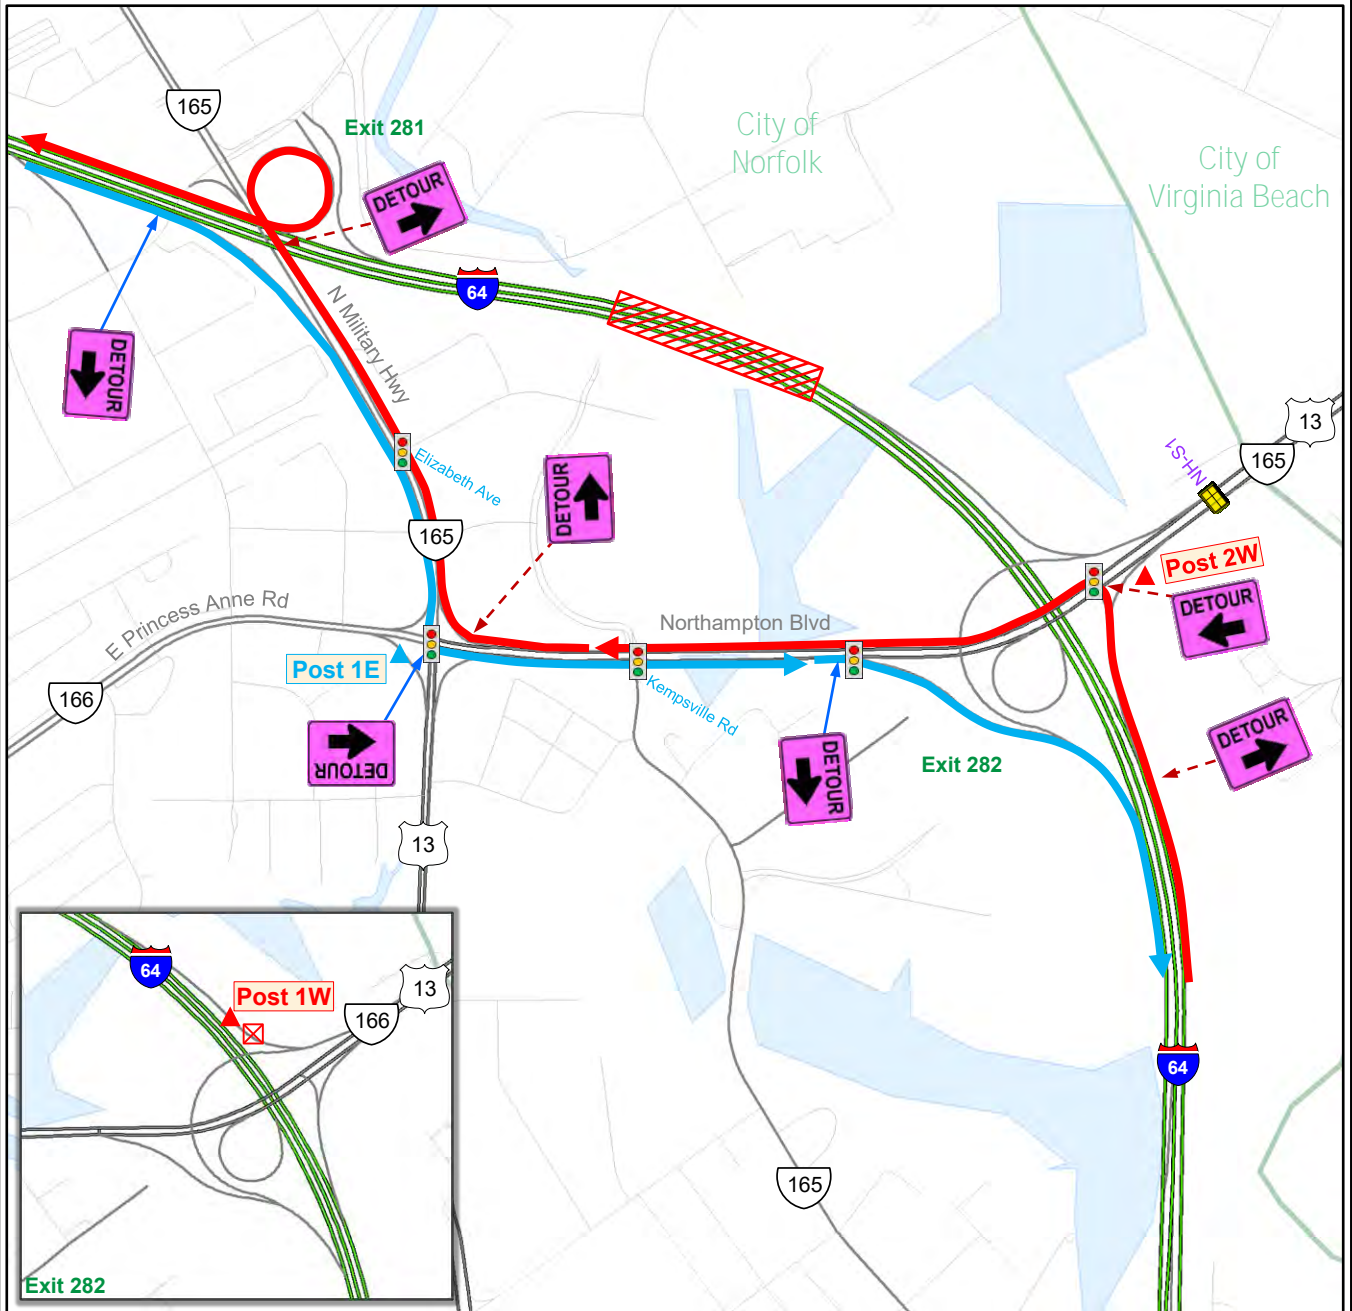 165
Exit 281
City of
Norfolk
City of
Virginia Beach
DETOUR
64
N Military Hwy
DETOUR
13
165
NH-S1
Elizabeth Ave
DETOUR
165
Post 2W
DETOUR
E Princess Anne Rd
Northampton Blvd
Post 1E
Kempsville Rd
166
DETOUR
DETOUR
DETOUR
Exit 282
13
64
Post 1W
13
166
64
165
Exit 282